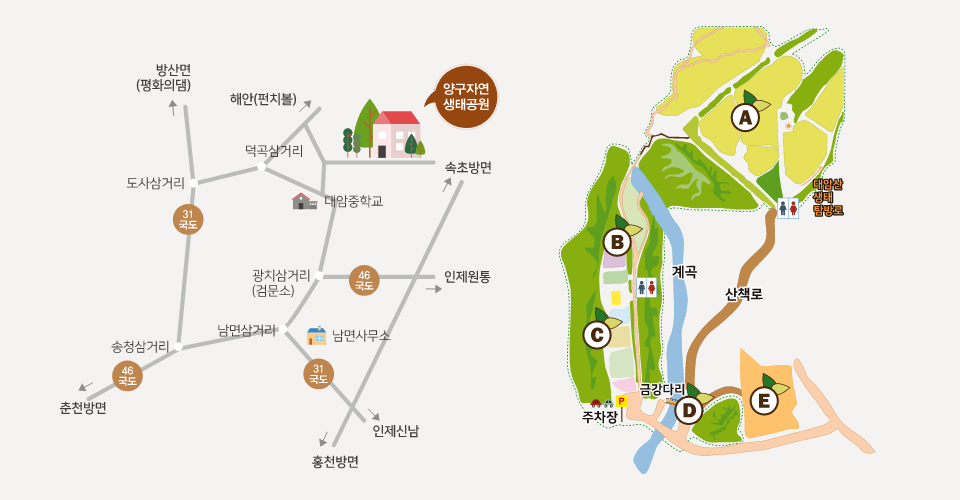 방산면
(평화의댐)
해안(펀치볼)
양구자연
생태공원
덕곡삼거리
도사삼거리
속초방면
대암중학교
31
국도
광치삼거리
(검문소)
46
국도
인제원통
남면삼거리
남면사무소
송청삼거리
46
국도
31
국도
춘천방면
인제신남
홍천방면
A
대암산
생태
탐방로
B
계곡
산책로
C
금강다리
P
주차장
D
E